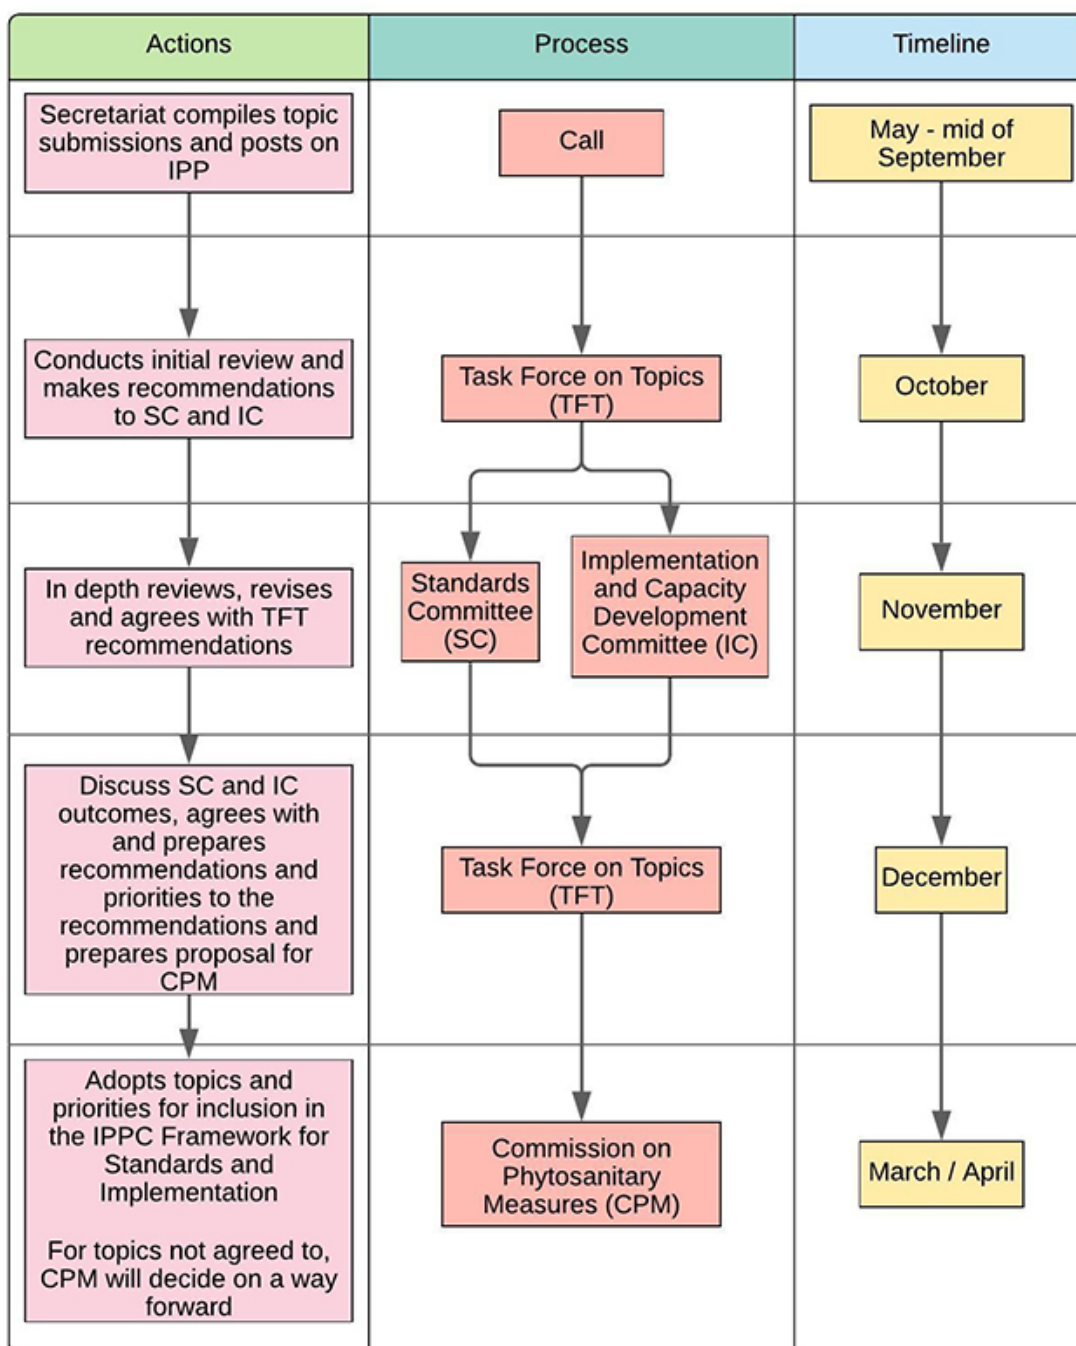 Actions
Process
Timeline
Secretariat compiles topic
submissions and posts on
IPP
Call
May - mid of
September
Conducts initial review and
makes recommendations
to SC and IC
Task Force on Topics
(TFT)
October
In depth reviews, revises
and agrees with TFT
recommendations
Standards
Committee
(SC)
Implementation
and Capacity
Development
Committee (IC)
November
Discuss SC and IC
outcomes, agrees with
and prepares
recommendations and
priorities to the
recommendations and
prepares proposal for
CPM
Task Force on Topics
(TFT)
December
Adopts topics and
priorities for inclusion in
the IPPC Framework for
Standards and
Implementation
For topics not agreed to,
CPM will decide on a way
forward
Commission on
Phytosanitary
Measures (CPM)
March / April